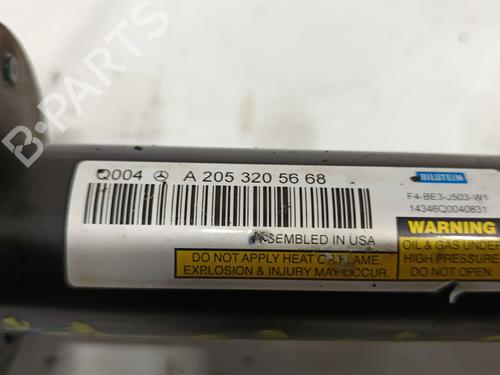 B-PARTS
Q004 A 205 320 56 68
BILSTEIN
F4-BE3-J503-W1
14346Q0040831
ASSEMBLED IN USA
WARNING
OIL & GAS UNDER
HIGH PRESSURE
DO NOT OPEN.
DO NOT APPLY HEAT OR FLAME.
EXPLOSION & INJURY MAY OCCUR.